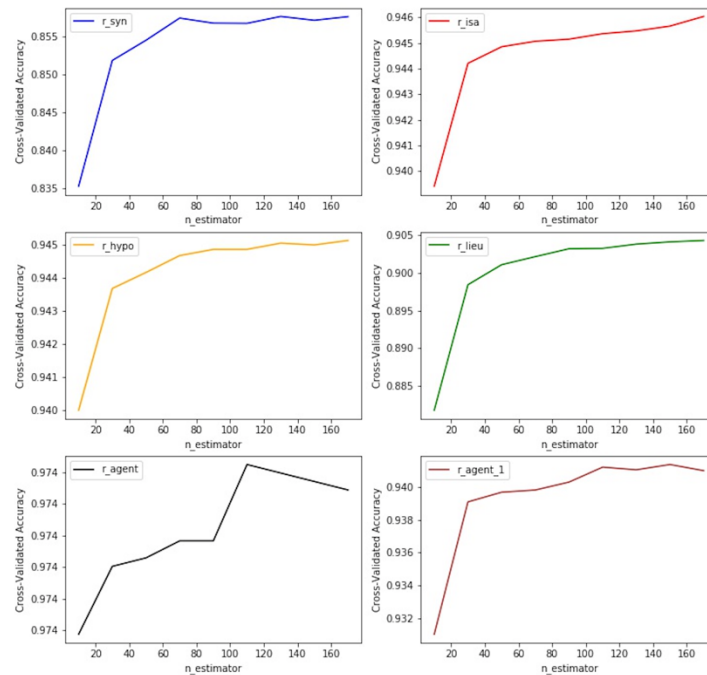 r_syn
Cross-Validated Accuracy
0.855
0.850
0.845
0.840
0.835
20 40 60 80 100 120 140 160
n_estimator
r_isa
Cross-Validated Accuracy
0.946
0.945
0.944
0.943
0.942
0.941
0.940
20 40 60 80 100 120 140 160
n_estimator
r_hypo
Cross-Validated Accuracy
0.945
0.944
0.943
0.942
0.941
0.940
20 40 60 80 100 120 140 160
n_estimator
r_lieu
Cross-Validated Accuracy
0.905
0.900
0.895
0.890
0.885
20 40 60 80 100 120 140 160
n_estimator
r_agent
Cross-Validated Accuracy
0.974
0.974
0.974
0.974
0.974
0.974
20 40 60 80 100 120 140 160
n_estimator
r_agent_1
Cross-Validated Accuracy
0.940
0.938
0.936
0.934
0.932
20 40 60 80 100 120 140 160
n_estimator